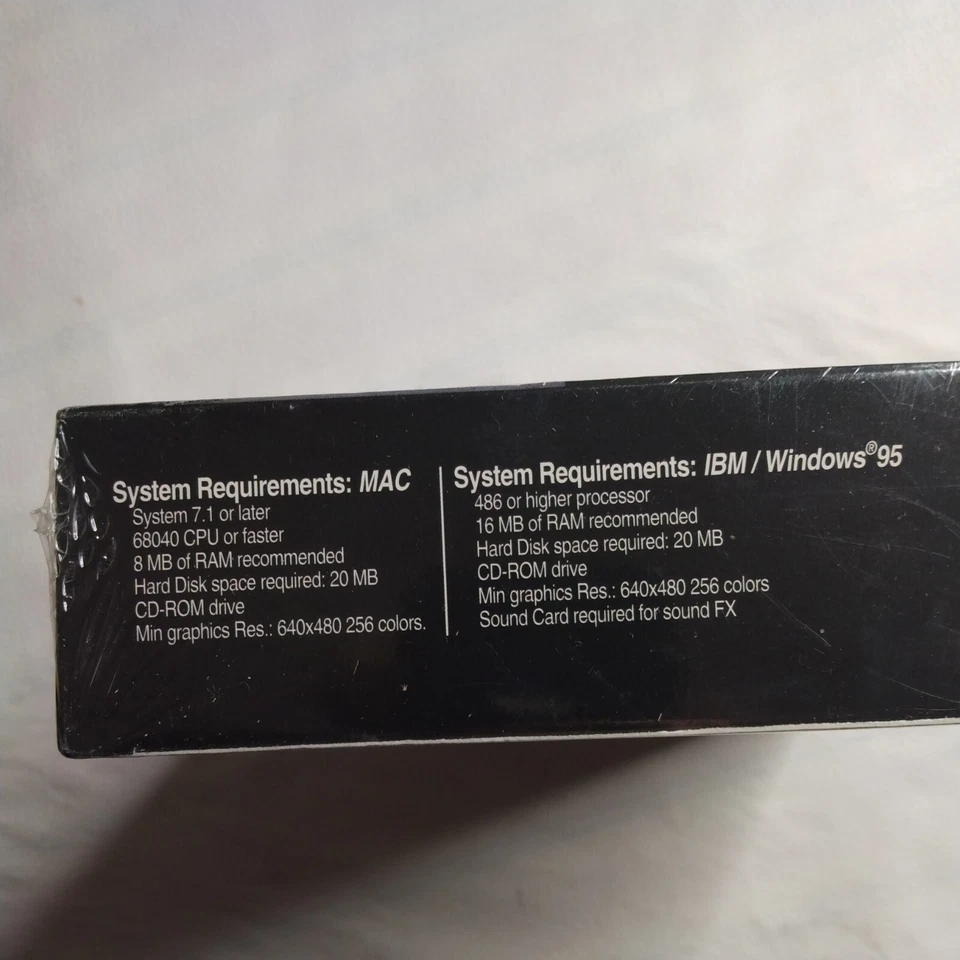 System Requirements: MAC
System 7.1 or later
68040 CPU or faster
8 MB of RAM recommended
Hard Disk space required: 20 MB
CD-ROM drive
Min graphics Res.: 640x480 256 colors.
System Requirements: IBM / Windows® 95
486 or higher processor
16 MB of RAM recommended
Hard Disk space required: 20 MB
CD-ROM drive
Min graphics Res.: 640x480 256 colors
Sound Card required for sound FX